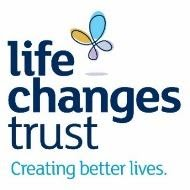 life
changes
trust
Creating better lives.